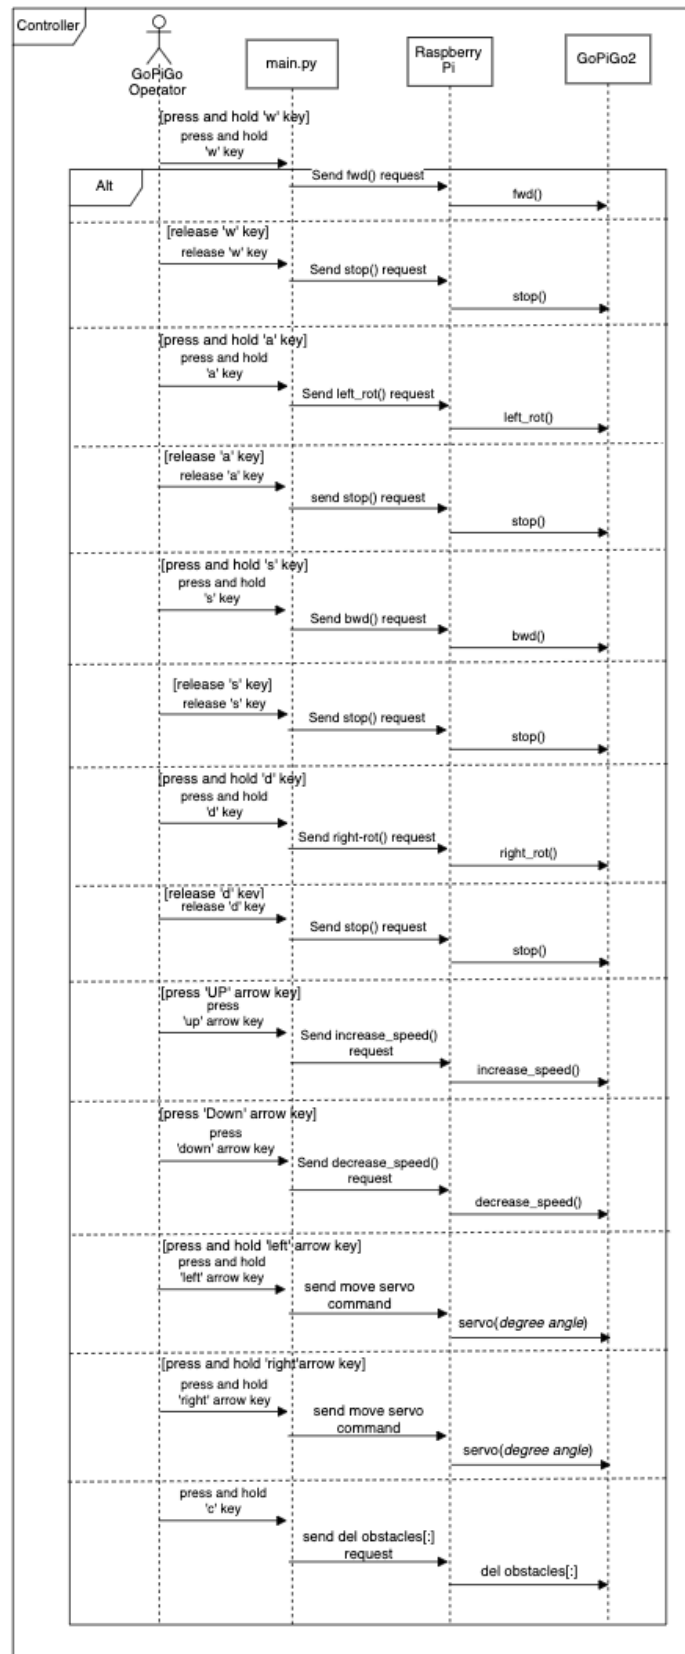 Controller
GoPiGo
Operator
main.py
Raspberry
Pi
GoPiGo2
[press and hold 'w' key]
press and hold
'w' key
Alt
Send fwd() request
fwd()
[release 'w' key]
release 'w' key
Send stop() request
stop()
[press and hold 'a' key]
press and hold
'a' key
Send left_rot() request
left_rot()
[release 'a' key]
release 'a' key
send stop() request
stop()
[press and hold 's' key]
press and hold
's' key
Send bwd() request
bwd()
[release 's' key]
release 's' key
Send stop() request
stop()
[press and hold 'd' key]
press and hold
'd' key
Send right-rot() request
right_rot()
[release 'd' key]
release 'd' key
Send stop() request
stop()
[press 'UP' arrow key]
press
'up' arrow key
Send increase_speed()
request
increase_speed()
[press 'Down' arrow key]
press
'down' arrow key
Send decrease_speed()
request
decrease_speed()
[press and hold 'left' arrow key]
press and hold
'left' arrow key
send move servo
command
servo(degree angle)
[press and hold 'right'arrow key]
press and hold
'right' arrow key
send move servo
command
servo(degree angle)
press and hold
'c' key
send del obstacles[:]
request
del obstacles[:]